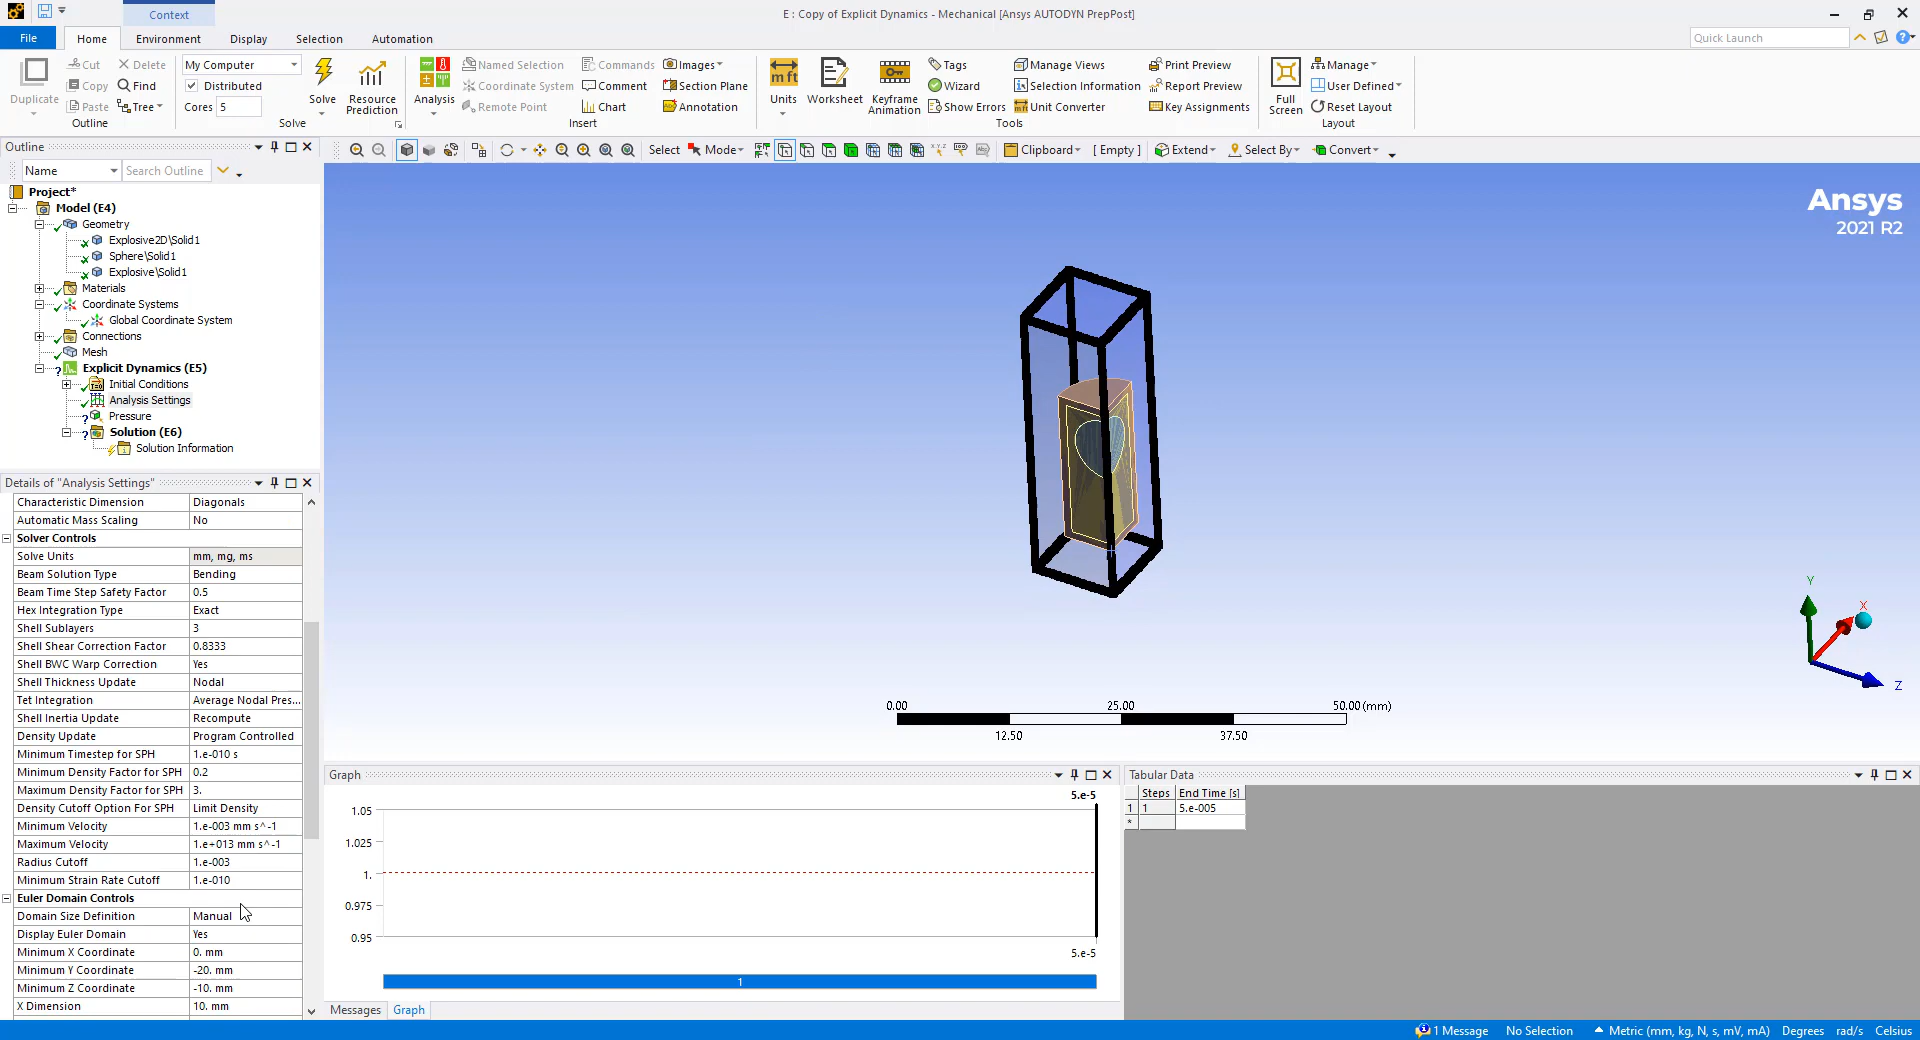 Context
E : Copy of Explicit Dynamics - Mechanical [Ansys AUTODYN PrepPost]
File
Home
Environment
Display
Selection
Automation
Quick Launch
Duplicate
Cut
Copy
Paste
Delete
Find
Tree
Outline
My Computer
Distributed
Cores 5
Solve
Resource Prediction
Solve
Analysis
Named Selection
Coordinate System
Remote Point
Commands
Comment
Chart
Images
Section Plane
Annotation
Insert
mft
Units
Worksheet
Keyframe Animation
Tags
Wizard
Show Errors
Manage Views
Selection Information
Unit Converter
Print Preview
Report Preview
Key Assignments
Tools
Full Screen
Manage
User Defined
Reset Layout
Layout
Outline
Name
Search Outline
Select
Mode
Clipboard
[ Empty ]
Extend
Select By
Convert
Project*
Model (E4)
Geometry
Explosive2D\Solid1
Sphere\Solid1
Explosive\Solid1
Materials
Coordinate Systems
Global Coordinate System
Connections
Mesh
Explicit Dynamics (E5)
Initial Conditions
Analysis Settings
Pressure
Solution (E6)
Solution Information
Details of "Analysis Settings"
Characteristic Dimension Diagonals
Automatic Mass Scaling No
Solver Controls
Solve Units mm, mg, ms
Beam Solution Type Bending
Beam Time Step Safety Factor 0.5
Hex Integration Type Exact
Shell Sublayers 3
Shell Shear Correction Factor 0.8333
Shell BWC Warp Correction Yes
Shell Thickness Update Nodal
Tet Integration Average Nodal Pres...
Shell Inertia Update Recompute
Density Update Program Controlled
Minimum Timestep for SPH 1.e-010 s
Minimum Density Factor for SPH 0.2
Maximum Density Factor for SPH 3.
Density Cutoff Option For SPH Limit Density
Minimum Velocity 1.e-003 mm s^-1
Maximum Velocity 1.e+013 mm s^-1
Radius Cutoff 1.e-003
Minimum Strain Rate Cutoff 1.e-010
Euler Domain Controls
Domain Size Definition Manual
Display Euler Domain Yes
Minimum X Coordinate 0. mm
Minimum Y Coordinate -20. mm
Minimum Z Coordinate -10. mm
X Dimension 10. mm
Ansys
2021 R2
Y
X
Z
0.00 25.00 50.00 (mm)
12.50 37.50
Graph
5.e-5
1.05
1.025
1.
0.975
0.95
5.e-5
1
Messages
Graph
Tabular Data
Steps End Time [s]
1 1 5.e-005
*
1 Message
No Selection
Metric (mm, kg, N, s, mV, mA)
Degrees
rad/s
Celsius